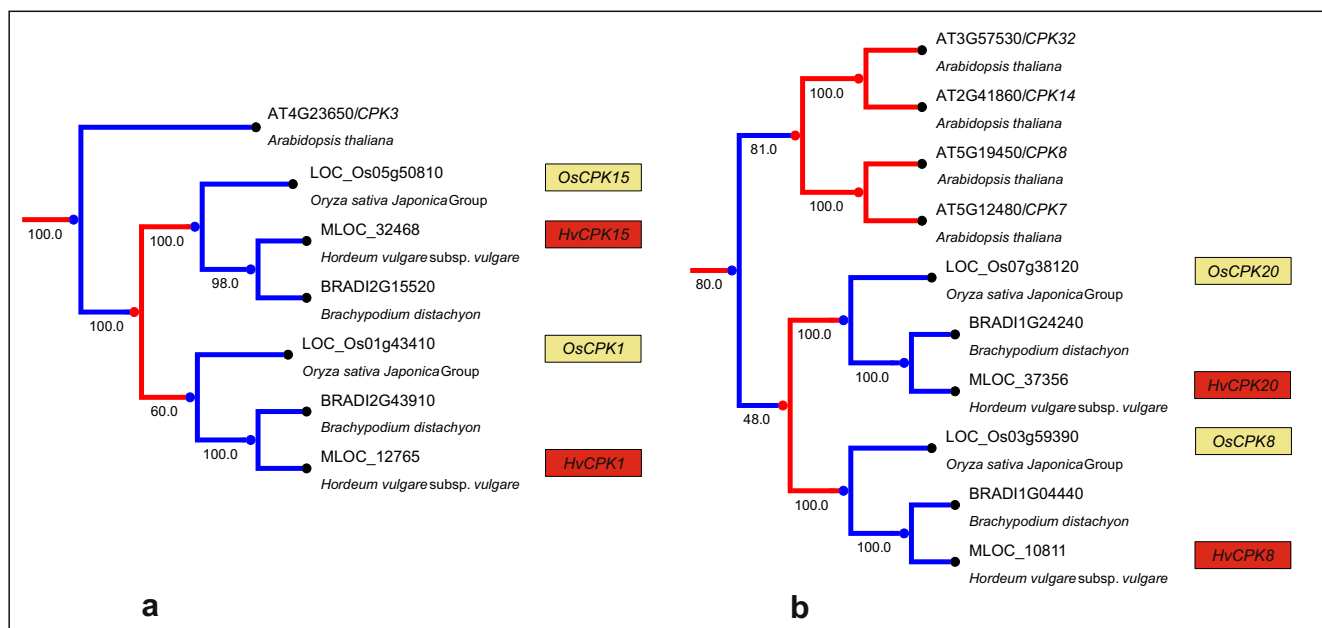 AT4G23650/CPK3
Arabidopsis thaliana
LOC_Os05g50810
OsCPK15
Oryza sativa Japonica Group
100.0
100.0
MLOC_32468
HvCPK15
Hordeum vulgare subsp. vulgare
98.0
BRADI2G15520
Brachypodium distachyon
100.0
LOC_Os01g43410
OsCPK1
Oryza sativa Japonica Group
60.0
BRADI2G43910
Brachypodium distachyon
100.0
MLOC_12765
HvCPK1
Hordeum vulgare subsp. vulgare
a
AT3G57530/CPK32
Arabidopsis thaliana
100.0
AT2G41860/CPK14
Arabidopsis thaliana
81.0
AT5G19450/CPK8
Arabidopsis thaliana
100.0
AT5G12480/CPK7
Arabidopsis thaliana
LOC_Os07g38120
OsCPK20
Oryza sativa Japonica Group
80.0
BRADI1G24240
100.0
Brachypodium distachyon
100.0
MLOC_37356
HvCPK20
Hordeum vulgare subsp. vulgare
48.0
LOC_Os03g59390
OsCPK8
Oryza sativa Japonica Group
BRADI1G04440
100.0
Brachypodium distachyon
100.0
MLOC_10811
HvCPK8
Hordeum vulgare subsp. vulgare
b